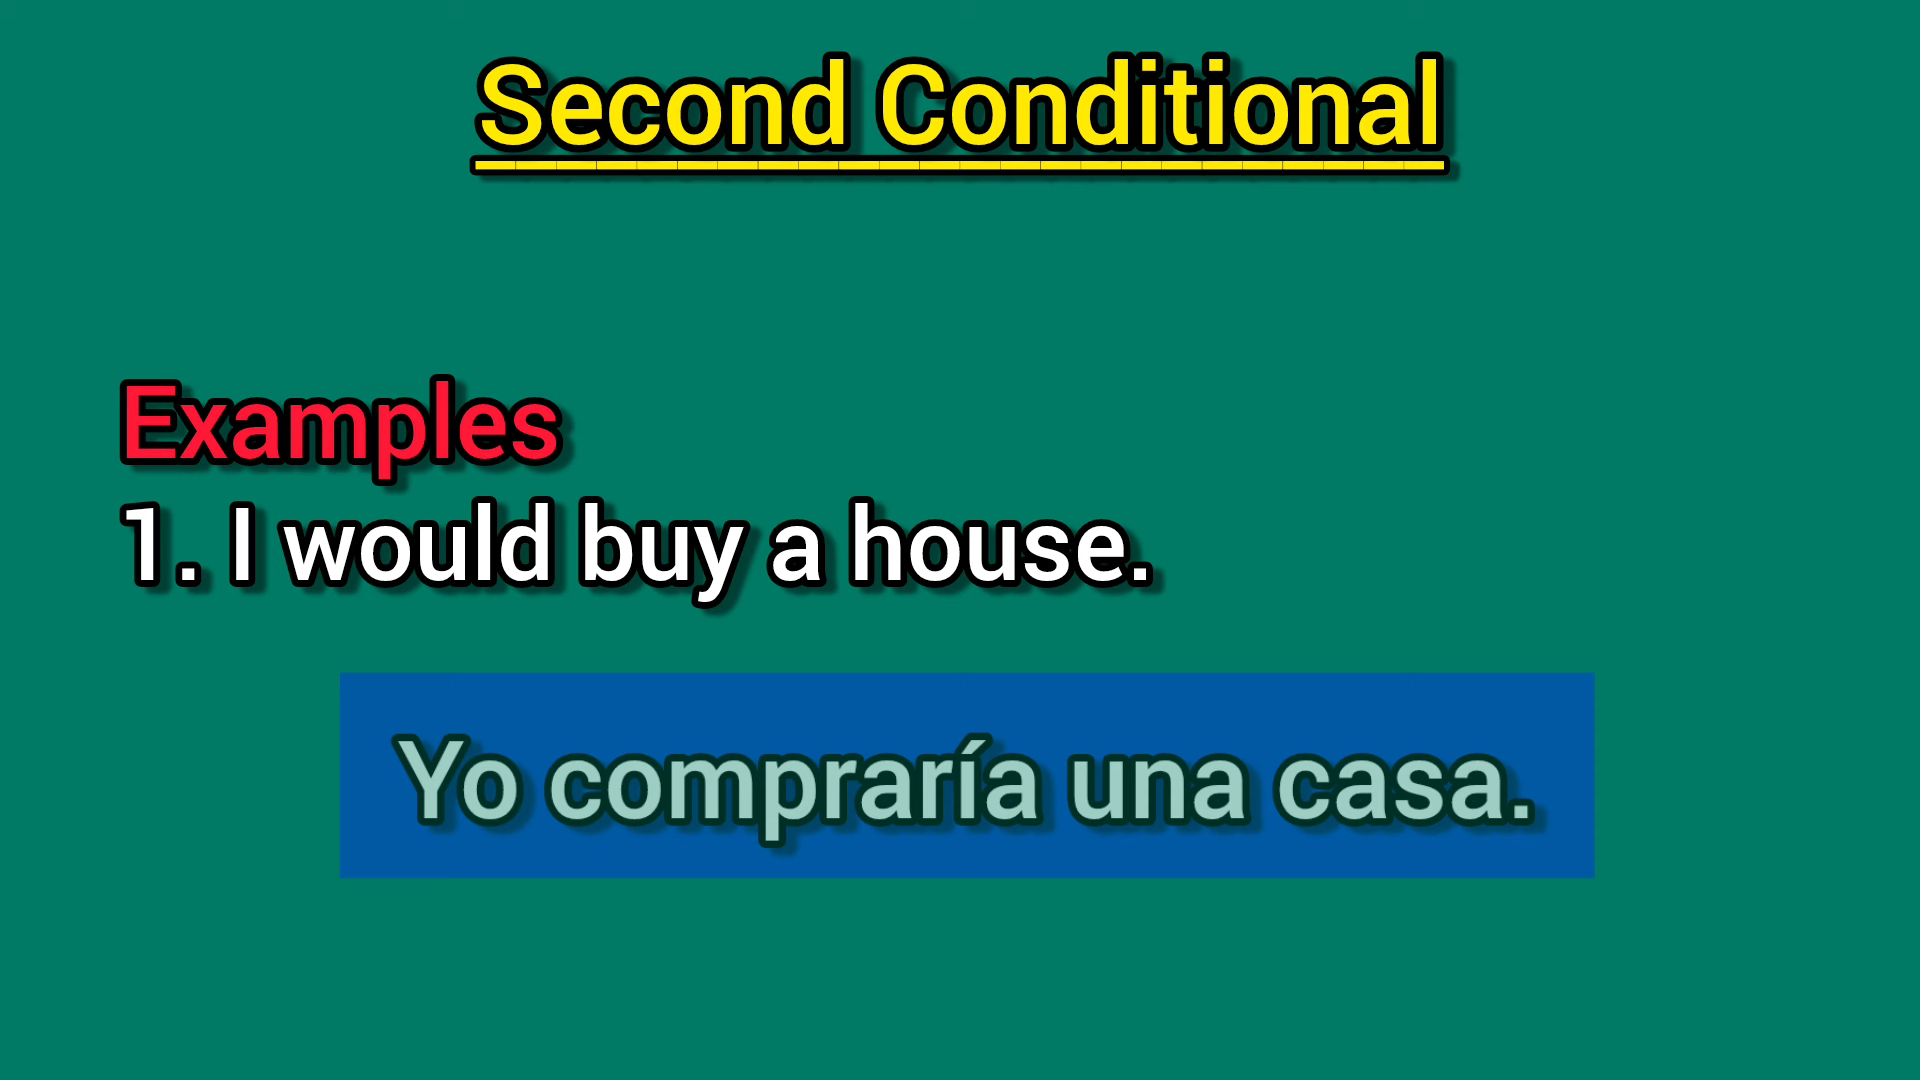 Second Conditional
Examples
1. I would buy a house.
Yo compraría una casa.